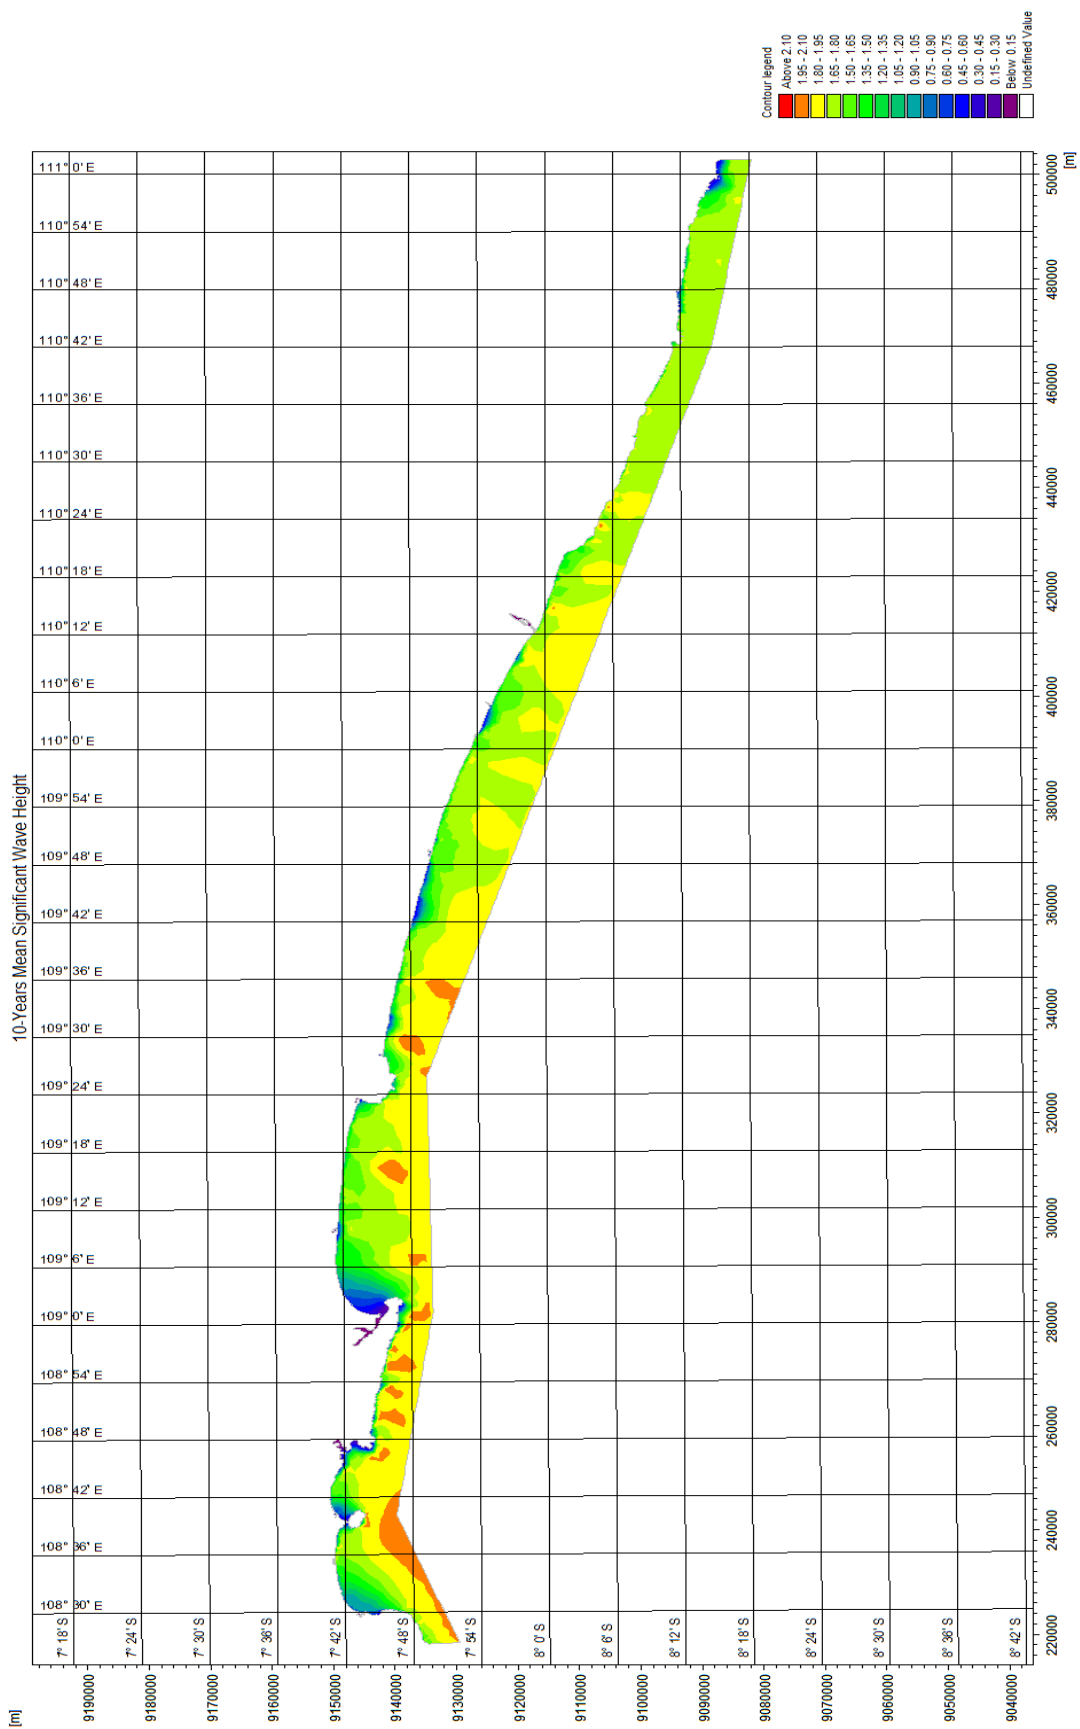 10-Years Mean Significant Wave Height
[m]
9190000
9180000
9170000
9160000
9150000
9140000
9130000
9120000
9110000
9100000
9090000
9080000
9070000
9060000
9050000
9040000
7° 18' S
7° 24' S
7° 30' S
7° 36' S
7° 42' S
7° 48' S
7° 54' S
8° 0' S
8° 6' S
8° 12' S
8° 18' S
8° 24' S
8° 30' S
8° 36' S
8° 42' S
108° 30' E
108° 36' E
108° 42' E
108° 48' E
108° 54' E
109° 0' E
109° 6' E
109° 12' E
109° 18' E
109° 24' E
109° 30' E
109° 36' E
109° 42' E
109° 48' E
109° 54' E
110° 0' E
110° 6' E
110° 12' E
110° 18' E
110° 24' E
110° 30' E
110° 36' E
110° 42' E
110° 48' E
110° 54' E
111° 0' E
220000
240000
260000
280000
300000
320000
340000
360000
380000
400000
420000
440000
460000
480000
500000
[m]
Contour legend
Above 2.10
1.95 - 2.10
1.80 - 1.95
1.65 - 1.80
1.50 - 1.65
1.35 - 1.50
1.20 - 1.35
1.05 - 1.20
0.90 - 1.05
0.75 - 0.90
0.60 - 0.75
0.45 - 0.60
0.30 - 0.45
0.15 - 0.30
Below 0.15
Undefined Value